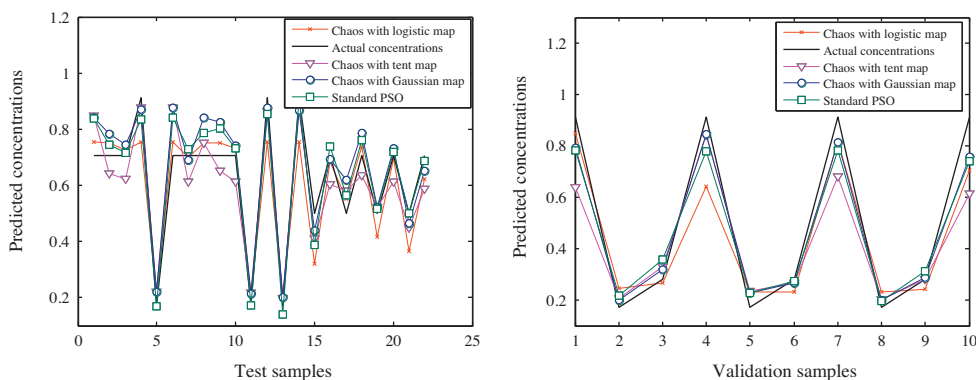 1.2
1
0.8
0.6
0.4
0.2
Predicted concentrations
0
5
10
15
20
25
Test samples
Chaos with logistic map
Actual concentrations
Chaos with tent map
Chaos with Gaussian map
Standard PSO
1.2
1
0.8
0.6
0.4
0.2
Predicted concentrations
1
2
3
4
5
6
7
8
9
10
Validation samples
Chaos with logistic map
Actual concentrations
Chaos with tent map
Chaos with Gaussian map
Standard PSO